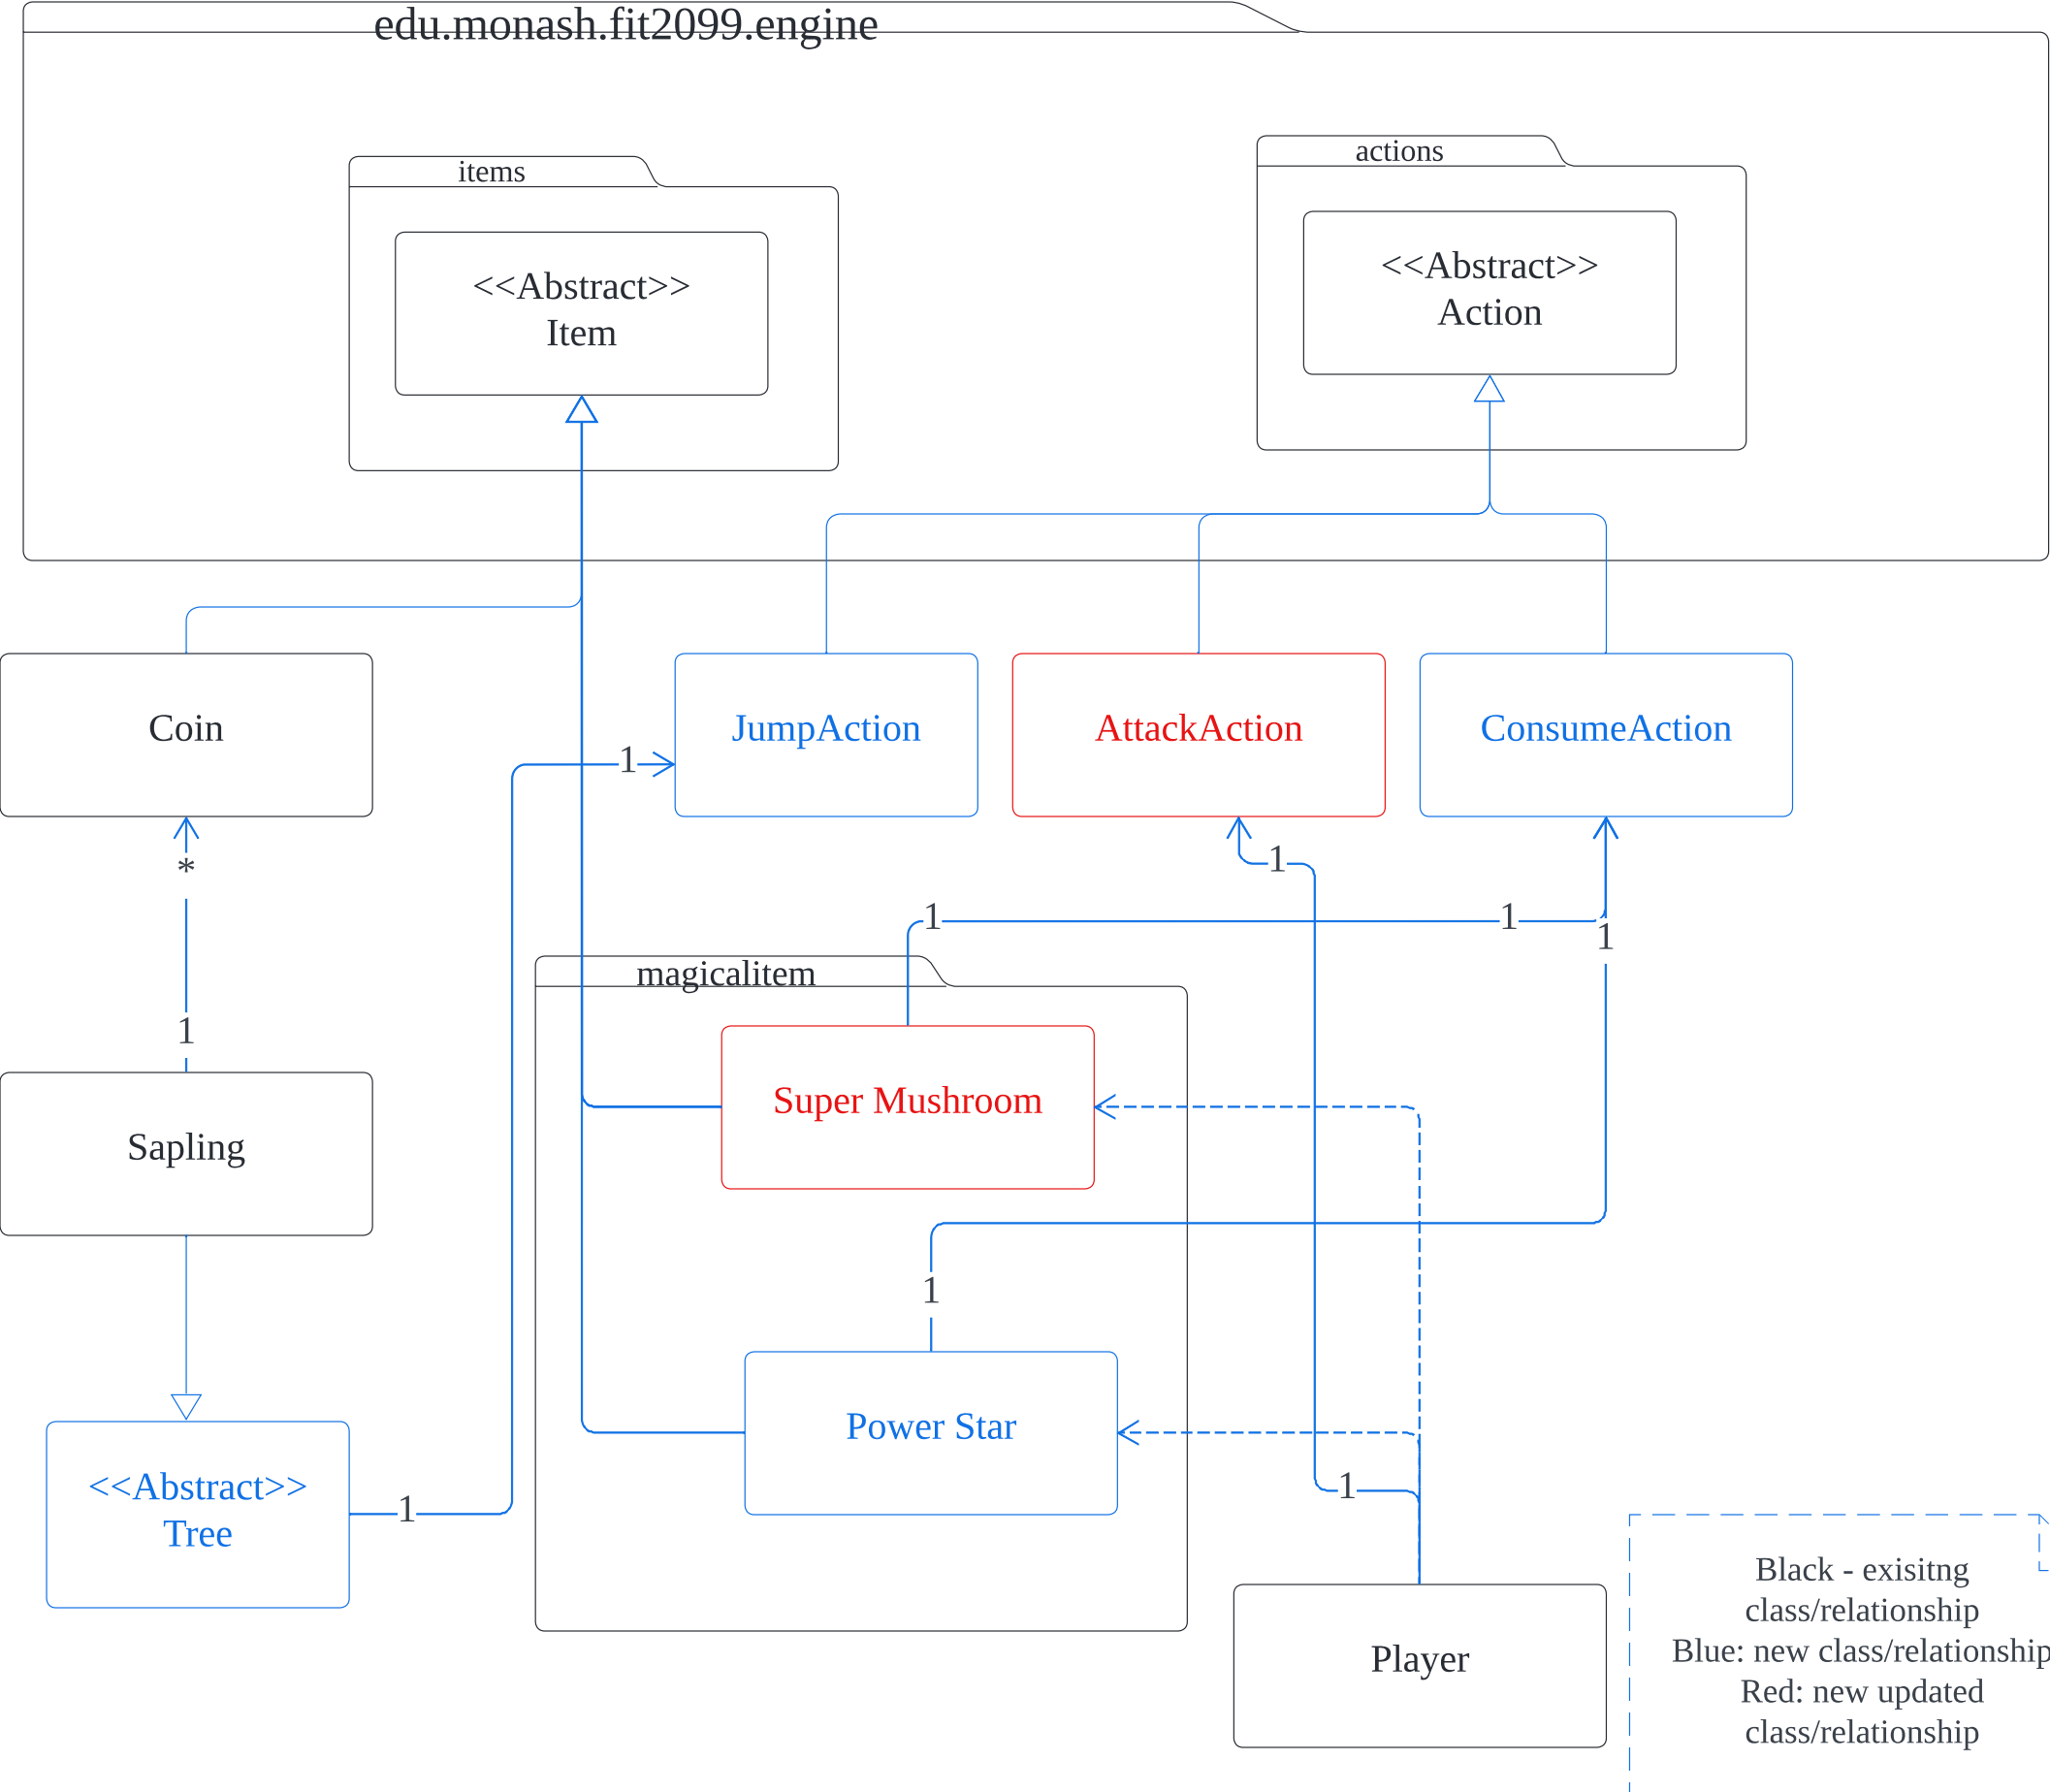 edu.monash.fit2099.engine
items
actions
<<Abstract>>
Item
<<Abstract>>
Action
Coin
JumpAction
AttackAction
ConsumeAction
1
*
1
1
1
1
magicalitem
1
Super Mushroom
Sapling
1
Power Star
<<Abstract>>
Tree
1
1
Player
Black - exisitng
class/relationship
Blue: new class/relationship
Red: new updated
class/relationship